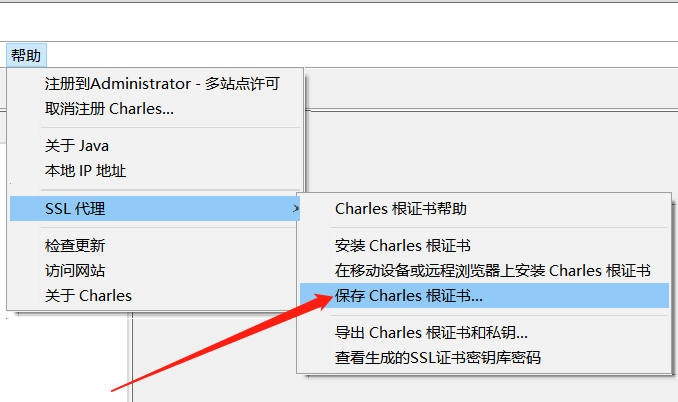 帮助
注册到Administrator - 多站点许可
取消注册 Charles...
关于 Java
本地 IP 地址
SSL 代理
检查更新
访问网站
关于 Charles
Charles 根证书帮助
安装 Charles 根证书
在移动设备或远程浏览器上安装 Charles 根证书
保存 Charles 根证书...
导出 Charles 根证书和私钥...
查看生成的SSL证书密钥库密码